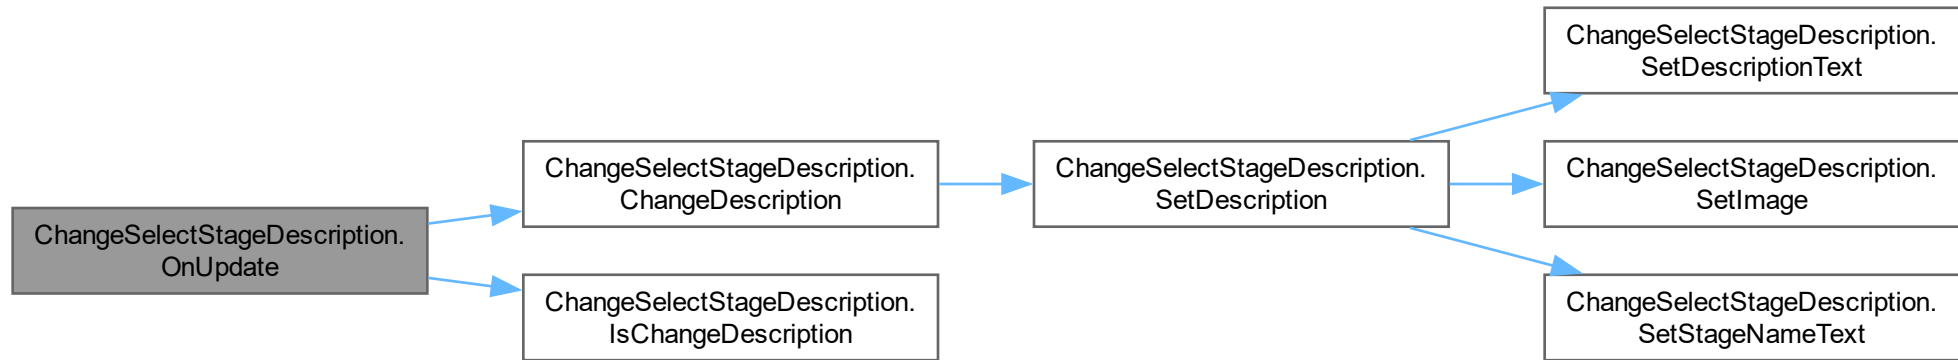 ChangeSelectStageDescription.
OnUpdate
ChangeSelectStageDescription.
ChangeDescription
ChangeSelectStageDescription.
IsChangeDescription
ChangeSelectStageDescription.
SetDescription
ChangeSelectStageDescription.
SetDescriptionText
ChangeSelectStageDescription.
SetImage
ChangeSelectStageDescription.
SetStageNameText